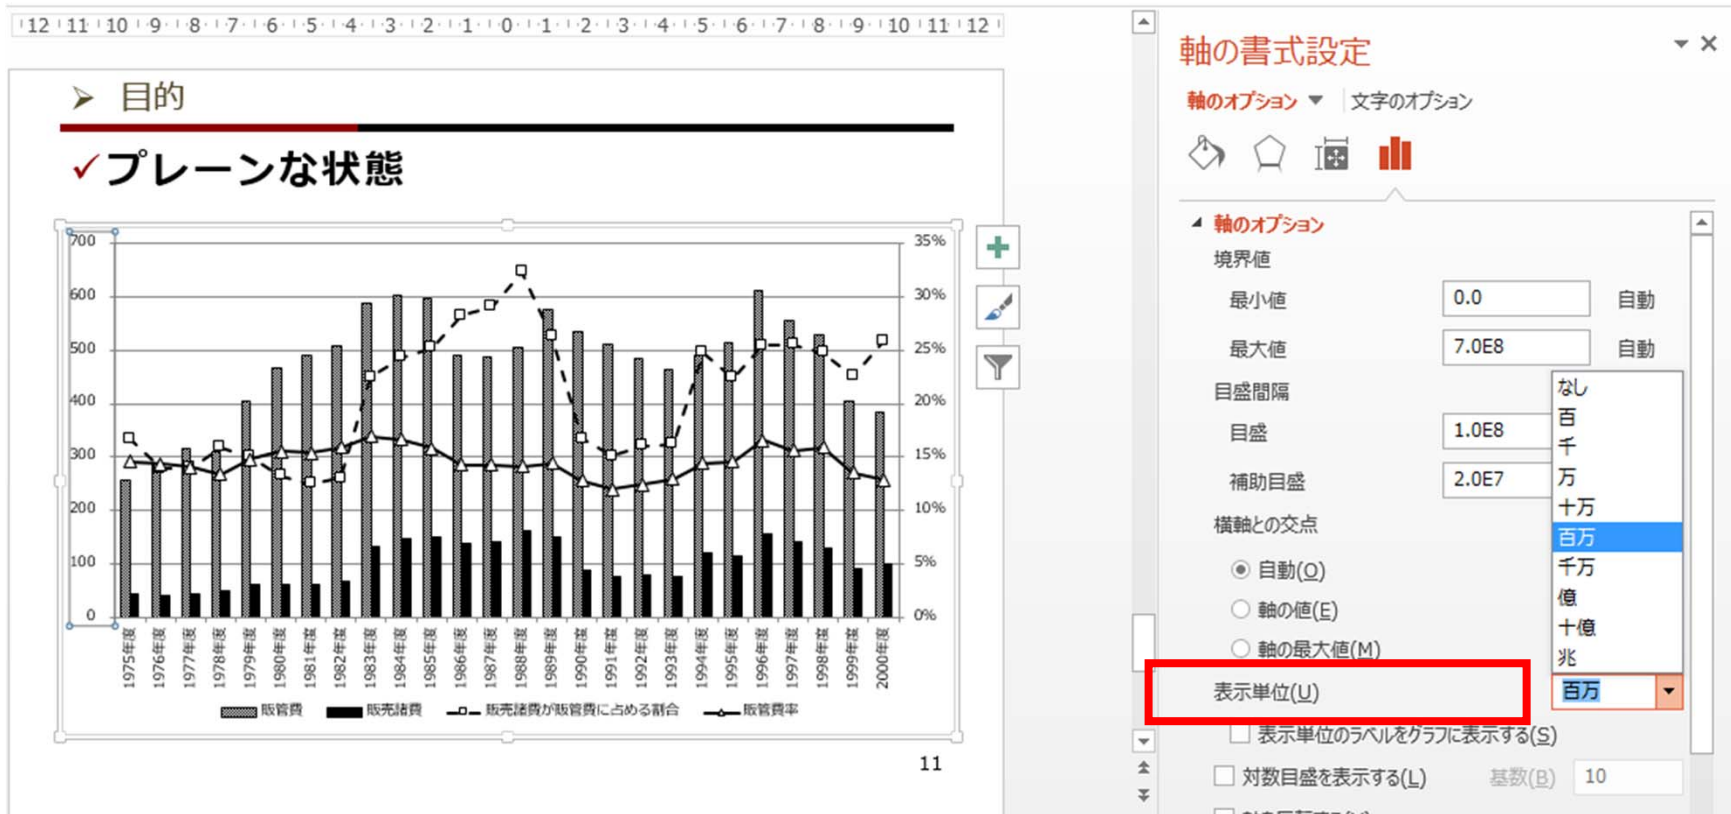 12 11 10 9 8 7 6 5 4 3 2 1 0 1 2 3 4 5 6 7 8 9 10 11 12
➢ 目的
✓プレーンな状態
700
600
500
400
300
200
100
0
35%
30%
25%
20%
15%
10%
5%
0%
1975年度
1976年度
1977年度
1978年度
1979年度
1980年度
1981年度
1982年度
1983年度
1984年度
1985年度
1986年度
1987年度
1988年度
1989年度
1990年度
1991年度
1992年度
1993年度
1994年度
1995年度
1996年度
1997年度
1998年度
1999年度
2000年度
販管費 販売諸費 販売諸費が販管費に占める割合 販管費率
11
軸の書式設定
軸のオプション 文字のオプション
軸のオプション
境界値
最小値 0.0 自動
最大値 7.0E8 自動
目盛間隔
目盛 1.0E8
補助目盛 2.0E7
横軸との交点
自動(O)
軸の値(E)
軸の最大値(M)
なし
百
千
万
十万
百万
千万
億
十億
兆
表示単位(U) 百万
表示単位のラベルをグラフに表示する(S)
対数目盛を表示する(L) 基数(B) 10